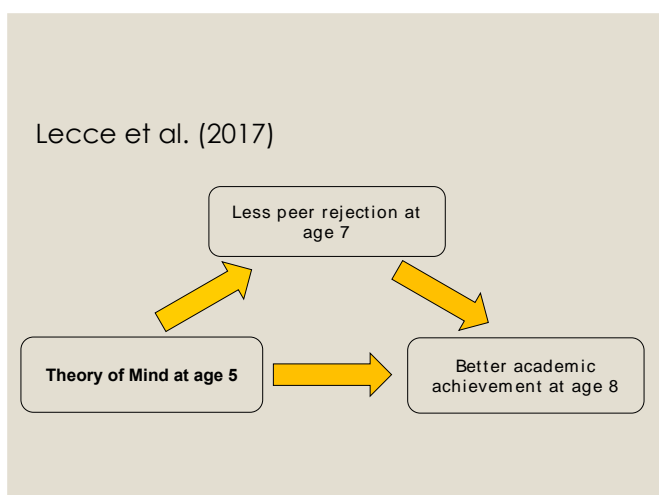 Lecce et al. (2017)
Less peer rejection at
age 7
Theory of Mind at age 5
Better academic
achievement at age 8